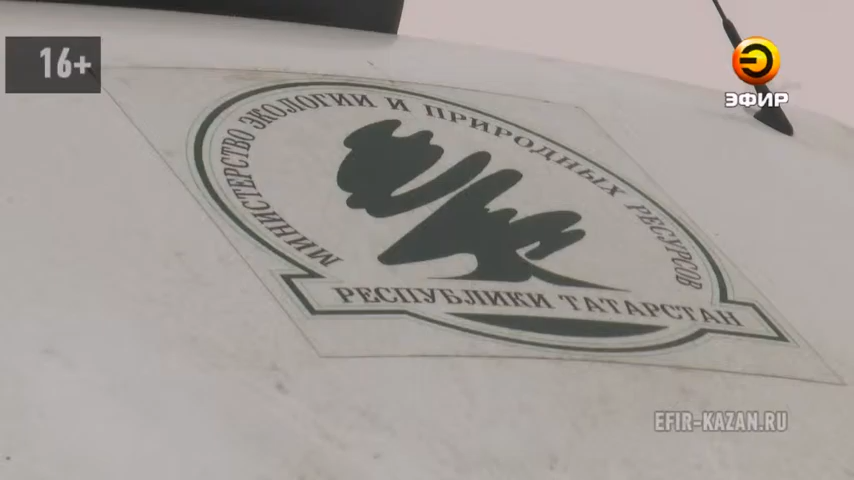 16+
Э
ЭФИР
МИНИСТЕРСТВО ЭКОЛОГИИ И ПРИРОДНЫХ РЕСУРСОВ
РЕСПУБЛИКИ ТАТАРСТАН
EFIR-KAZAN.RU